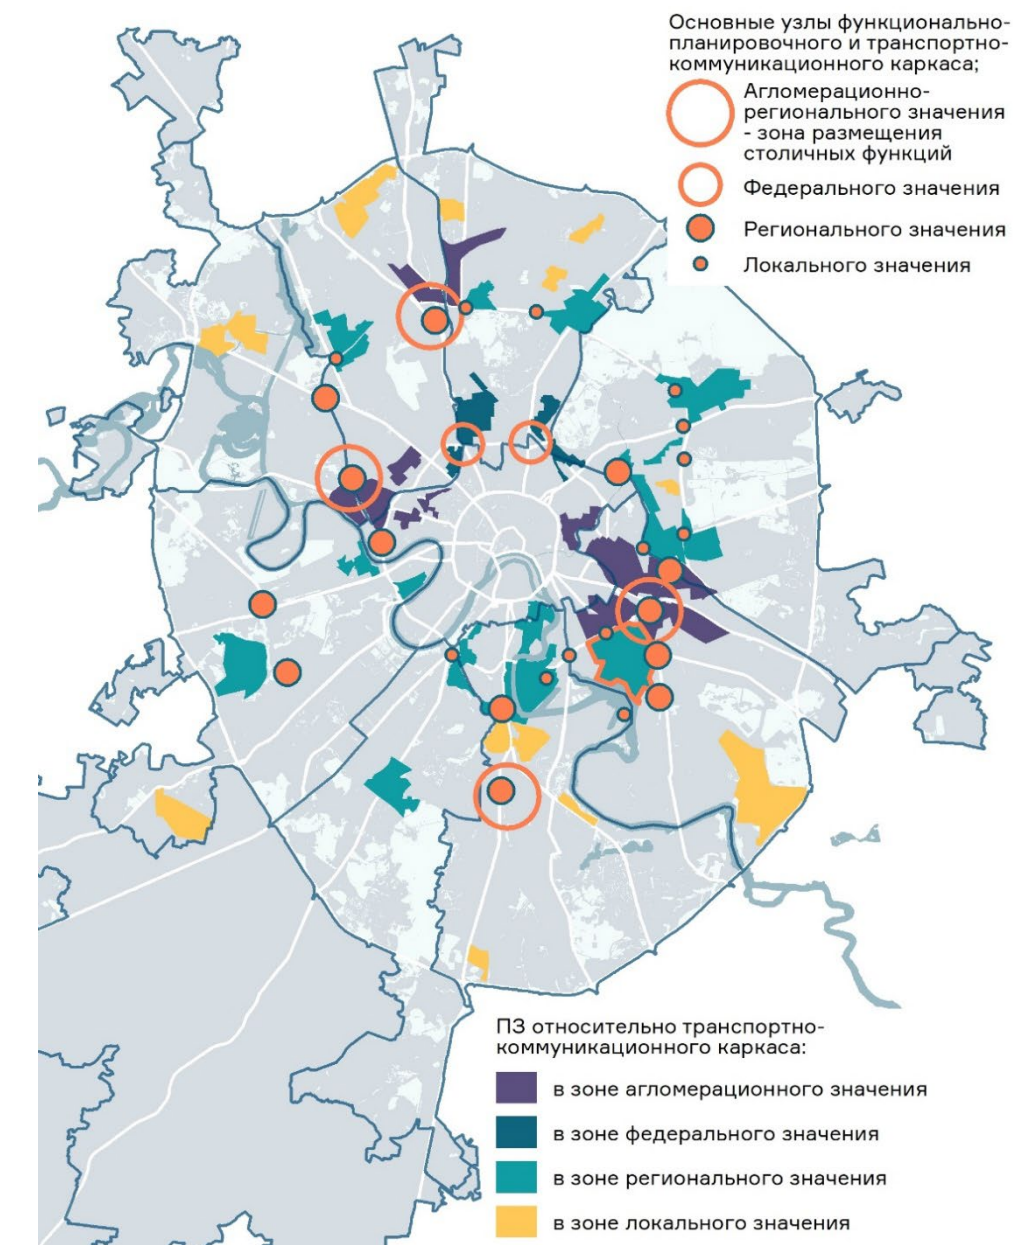 Основные узлы функционально-
планировочного и транспортно-
коммуникационного каркаса;
Агломерационно-
регионального значения
- зона размещения
столичных функций
Федерального значения
Регионального значения
Локального значения
ПЗ относительно транспортно-
коммуникационного каркаса:
в зоне агломерационного значения
в зоне федерального значения
в зоне регионального значения
в зоне локального значения